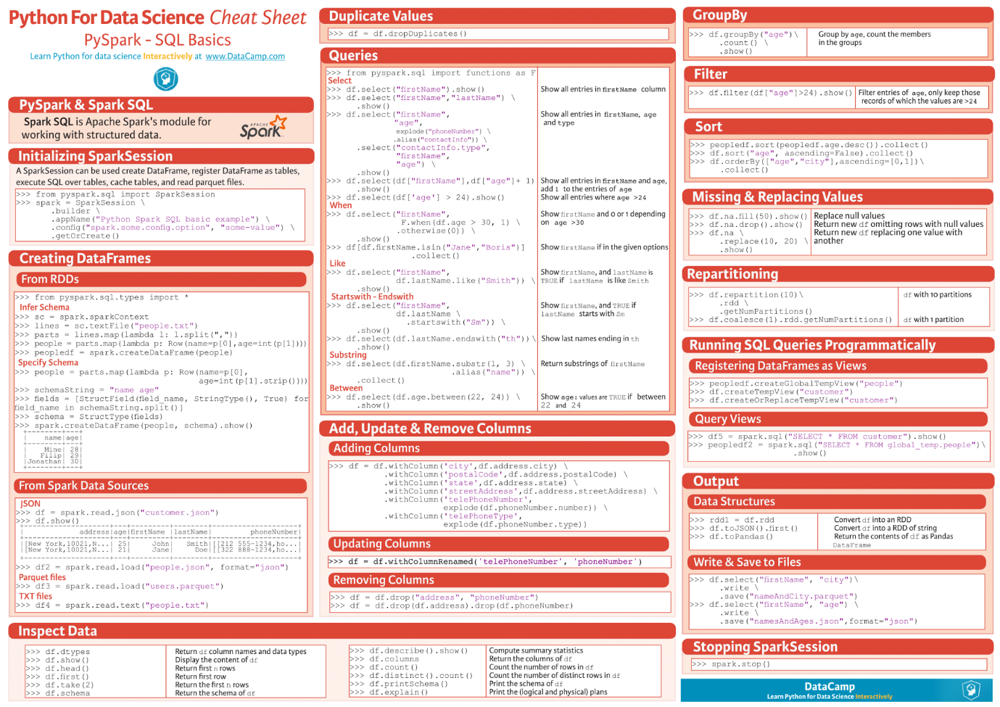 Python For Data Science Cheat Sheet
PySpark - SQL Basics
Learn Python for data science Interactively at www.DataCamp.com
PySpark & Spark SQL
Spark SQL is Apache Spark's module for
working with structured data.
APACHE
Spark
Initializing SparkSession
A SparkSession can be used create DataFrame, register DataFrame as tables,
execute SQL over tables, cache tables, and read parquet files.
>>> from pyspark.sql import SparkSession
>>> spark = SparkSession \
.builder \
.appName("Python Spark SQL basic example") \
.config("spark.some.config.option", "some-value") \
.getOrCreate()
Creating DataFrames
From RDDs
>>> from pyspark.sql.types import *
Infer Schema
>>> sc = spark.sparkContext
>>> lines = sc.textFile("people.txt")
>>> parts = lines.map(lambda l: l.split(","))
>>> people = parts.map(lambda p: Row(name=p[0],age=int(p[1])))
>>> peopledf = spark.createDataFrame(people)
Specify Schema
>>> people = parts.map(lambda p: Row(name=p[0],
age=int(p[1].strip())))
>>> schemaString = "name age"
>>> fields = [StructField(field_name, StringType(), True) for
field_name in schemaString.split()]
>>> schema = StructType(fields)
>>> spark.createDataFrame(people, schema).show()
+--------+---+
|    name|age|
+--------+---+
|    Mine| 28|
|   Filip| 29|
|Jonathan| 30|
+--------+---+
From Spark Data Sources
JSON
>>> df = spark.read.json("customer.json")
>>> df.show()
+--------------------+---+---------+--------+--------------------+
|             address|age|firstName |lastName|         phoneNumber|
+--------------------+---+---------+--------+--------------------+
|[New York,10021,N...| 25|     John|   Smith|[[212 555-1234,ho...|
|[New York,10021,N...| 21|     Jane|     Doe|[[322 888-1234,ho...|
+--------------------+---+---------+--------+--------------------+
>>> df2 = spark.read.load("people.json", format="json")
Parquet files
>>> df3 = spark.read.load("users.parquet")
TXT files
>>> df4 = spark.read.text("people.txt")
Duplicate Values
>>> df = df.dropDuplicates()
Queries
>>> from pyspark.sql import functions as F
Select
>>> df.select("firstName").show() Show all entries in firstName column
>>> df.select("firstName","lastName") \
.show()
>>> df.select("firstName", Show all entries in firstName, age
"age", and type
explode("phoneNumber") \
.alias("contactInfo")) \
.select("contactInfo.type",
"firstName",
"age") \
.show()
>>> df.select(df["firstName"],df["age"]+ 1) Show all entries in firstName and age,
.show() add 1 to the entries of age
>>> df.select(df['age'] > 24).show() Show all entries where age >24
When
>>> df.select("firstName", Show firstName and 0 or 1 depending
F.when(df.age > 30, 1) \ on age >30
.otherwise(0)) \
.show()
>>> df[df.firstName.isin("Jane","Boris")] Show firstName if in the given options
.collect()
Like
>>> df.select("firstName", Show firstName, and lastName is
df.lastName.like("Smith")) \ TRUE if lastName is like Smith
.show()
Startswith - Endswith
>>> df.select("firstName", Show firstName, and TRUE if
df.lastName \ lastName starts with Sm
.startswith("Sm")) \
.show()
>>> df.select(df.lastName.endswith("th")) \ Show last names ending in th
.show()
Substring
>>> df.select(df.firstName.substr(1, 3) \ Return substrings of firstName
.alias("name")) \
.collect()
Between
>>> df.select(df.age.between(22, 24)) \ Show age: values are TRUE if between
.show() 22 and 24
Add, Update & Remove Columns
Adding Columns
>>> df = df.withColumn('city',df.address.city) \
.withColumn('postalCode',df.address.postalCode) \
.withColumn('state',df.address.state) \
.withColumn('streetAddress',df.address.streetAddress) \
.withColumn('telePhoneNumber',
explode(df.phoneNumber.number)) \
.withColumn('telePhoneType',
explode(df.phoneNumber.type))
Updating Columns
>>> df = df.withColumnRenamed('telePhoneNumber', 'phoneNumber')
Removing Columns
>>> df = df.drop("address", "phoneNumber")
>>> df = df.drop(df.address).drop(df.phoneNumber)
Inspect Data
>>> df.dtypes Return df column names and data types
>>> df.show() Display the content of df
>>> df.head() Return first n rows
>>> df.first() Return first row
>>> df.take(2) Return the first n rows
>>> df.schema Return the schema of df
>>> df.describe().show() Compute summary statistics
>>> df.columns Return the columns of df
>>> df.count() Count the number of rows in df
>>> df.distinct().count() Count the number of distinct rows in df
>>> df.printSchema() Print the schema of df
>>> df.explain() Print the (logical and physical) plans
GroupBy
>>> df.groupBy("age")\ Group by age, count the members
.count() \ in the groups
.show()
Filter
>>> df.filter(df["age"]>24).show() Filter entries of age, only keep those
records of which the values are >24
Sort
>>> peopledf.sort(peopledf.age.desc()).collect()
>>> df.sort("age", ascending=False).collect()
>>> df.orderBy(["age","city"],ascending=[0,1])\
.collect()
Missing & Replacing Values
>>> df.na.fill(50).show() Replace null values
>>> df.na.drop().show() Return new df omitting rows with null values
>>> df.na \ Return new df replacing one value with
.replace(10, 20) \ another
.show()
Repartitioning
>>> df.repartition(10)\ df with 10 partitions
.rdd \
.getNumPartitions()
>>> df.coalesce(1).rdd.getNumPartitions() df with 1 partition
Running SQL Queries Programmatically
Registering DataFrames as Views
>>> peopledf.createGlobalTempView("people")
>>> df.createTempView("customer")
>>> df.createOrReplaceTempView("customer")
Query Views
>>> df5 = spark.sql("SELECT * FROM customer").show()
>>> peopledf2 = spark.sql("SELECT * FROM global_temp.people")\
.show()
Output
Data Structures
>>> rdd1 = df.rdd Convert df into an RDD
>>> df.toJSON().first() Convert df into a RDD of string
>>> df.toPandas() Return the contents of df as Pandas
DataFrame
Write & Save to Files
>>> df.select("firstName", "city")\
.write \
.save("nameAndCity.parquet")
>>> df.select("firstName", "age") \
.write \
.save("namesAndAges.json",format="json")
Stopping SparkSession
>>> spark.stop()
DataCamp
Learn Python for Data Science Interactively